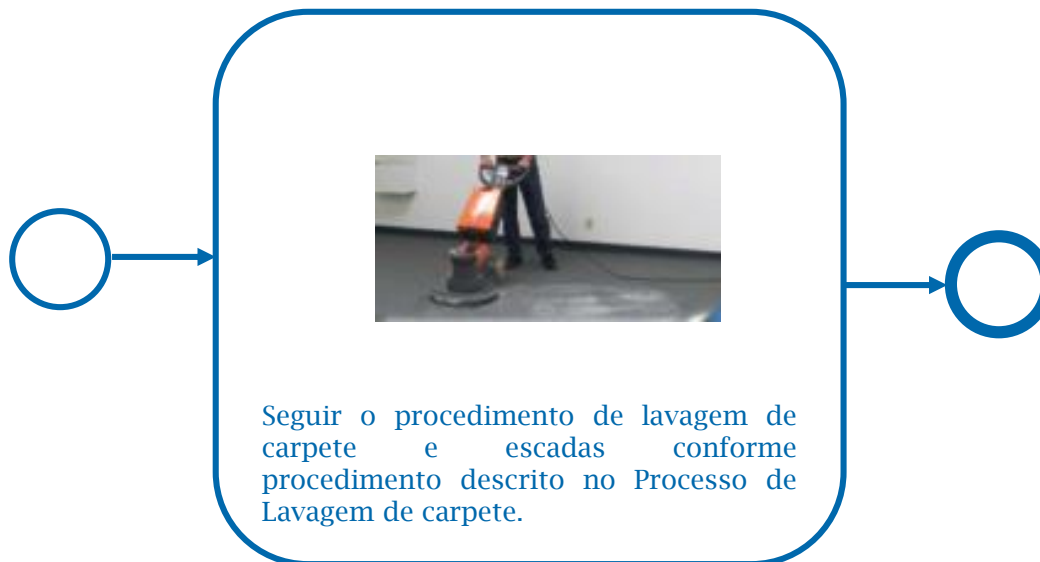 Seguir o procedimento de lavagem de
carpete e escadas conforme
procedimento descrito no Processo de
Lavagem de carpete.